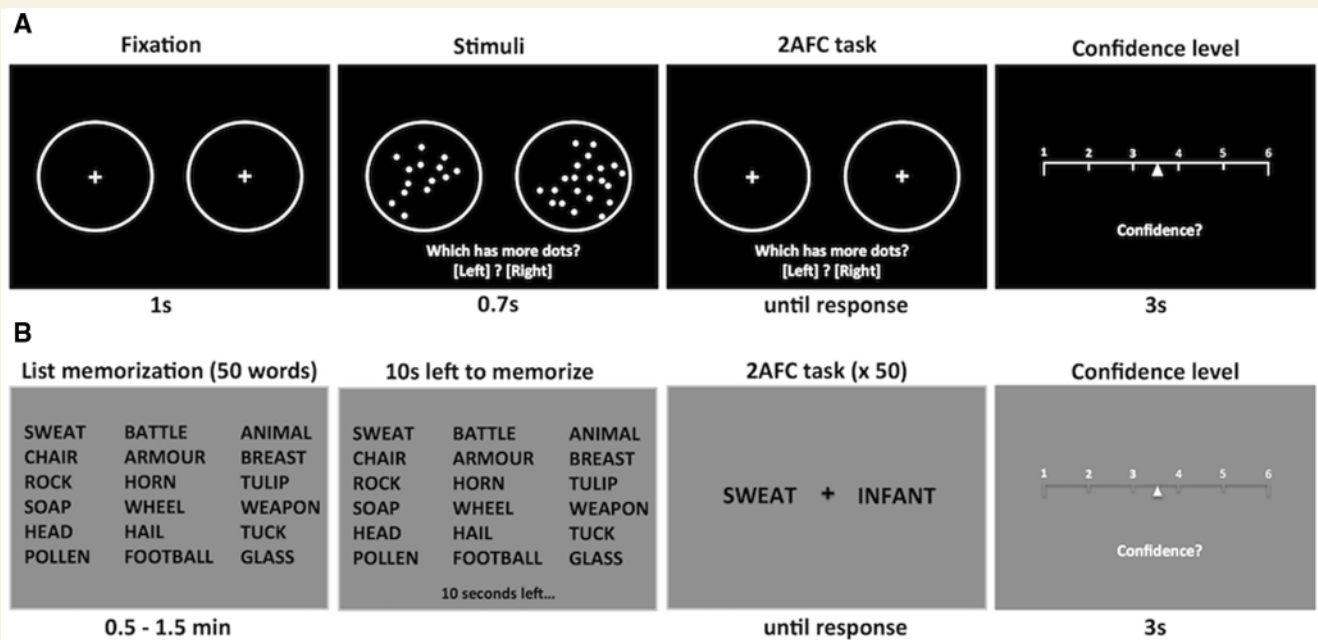 A
Fixation
Stimuli
2AFC task
Confidence level
Which has more dots?
[Left] ? [Right]
Which has more dots?
[Left] ? [Right]
1 2 3 4 5 6
Confidence?
1s
0.7s
until response
3s
B
List memorization (50 words)
10s left to memorize
2AFC task (x 50)
Confidence level
SWEAT BATTLE ANIMAL
CHAIR ARMOUR BREAST
ROCK HORN TULIP
SOAP WHEEL WEAPON
HEAD HAIL TUCK
POLLEN FOOTBALL GLASS
SWEAT BATTLE ANIMAL
CHAIR ARMOUR BREAST
ROCK HORN TULIP
SOAP WHEEL WEAPON
HEAD HAIL TUCK
POLLEN FOOTBALL GLASS
10 seconds left...
SWEAT + INFANT
1 2 3 4 5 6
Confidence?
0.5 - 1.5 min
until response
3s